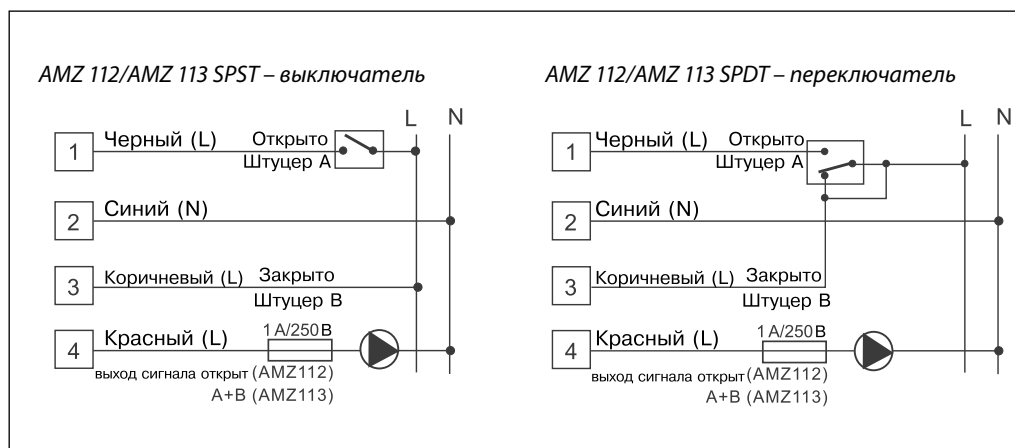 AMZ 112/AMZ 113 SPST – выключатель
L N
1 Черный (L) Открыто
Штуцер А
2 Синий (N)
3 Коричневый (L) Закрыто
Штуцер В
4 Красный (L) 1 A/250 В
выход сигнала открыт (AMZ112)
A+B (AMZ113)
AMZ 112/AMZ 113 SPDT – переключатель
L N
1 Черный (L) Открыто
Штуцер А
2 Синий (N)
3 Коричневый (L) Закрыто
Штуцер В
4 Красный (L) 1 A/250 В
выход сигнала открыт (AMZ112)
A+B (AMZ113)